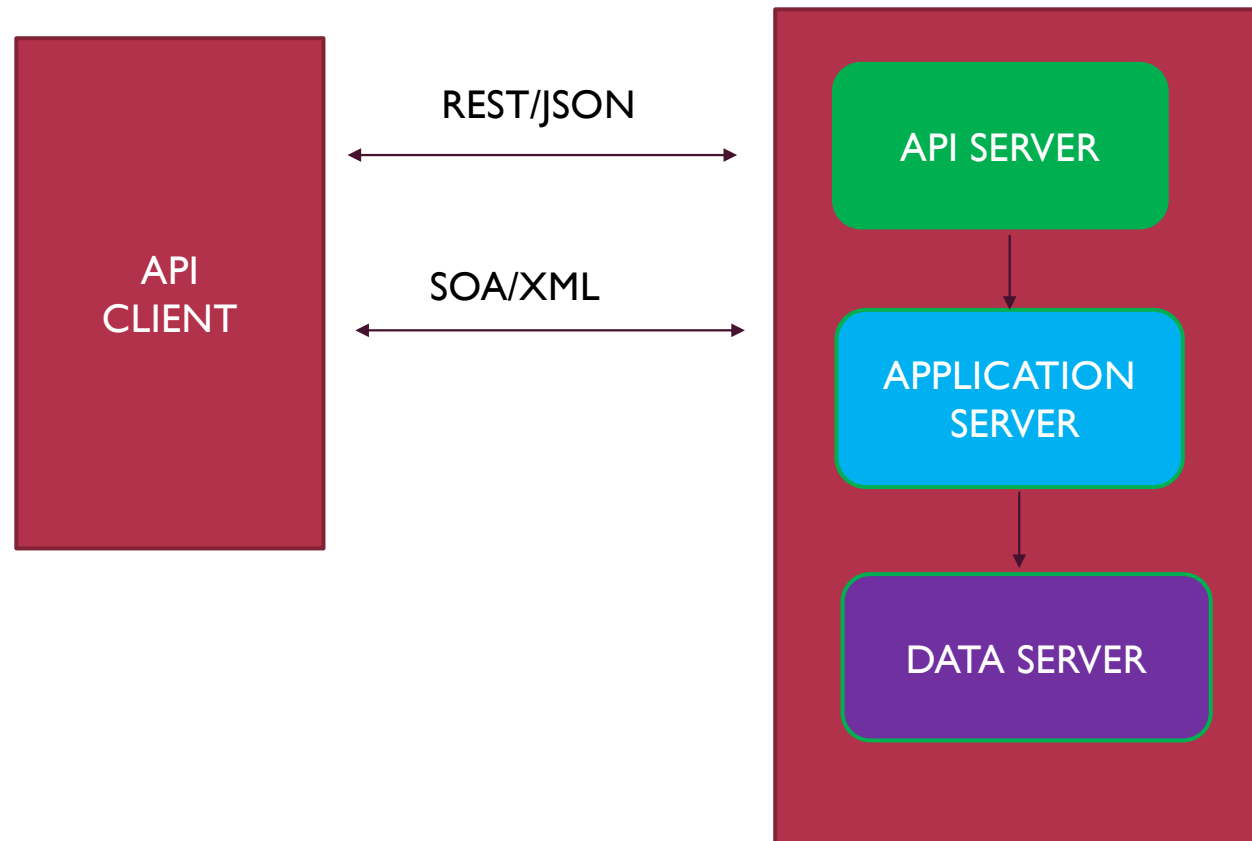 REST/JSON
API SERVER
API
CLIENT
SOA/XML
APPLICATION
SERVER
DATA SERVER